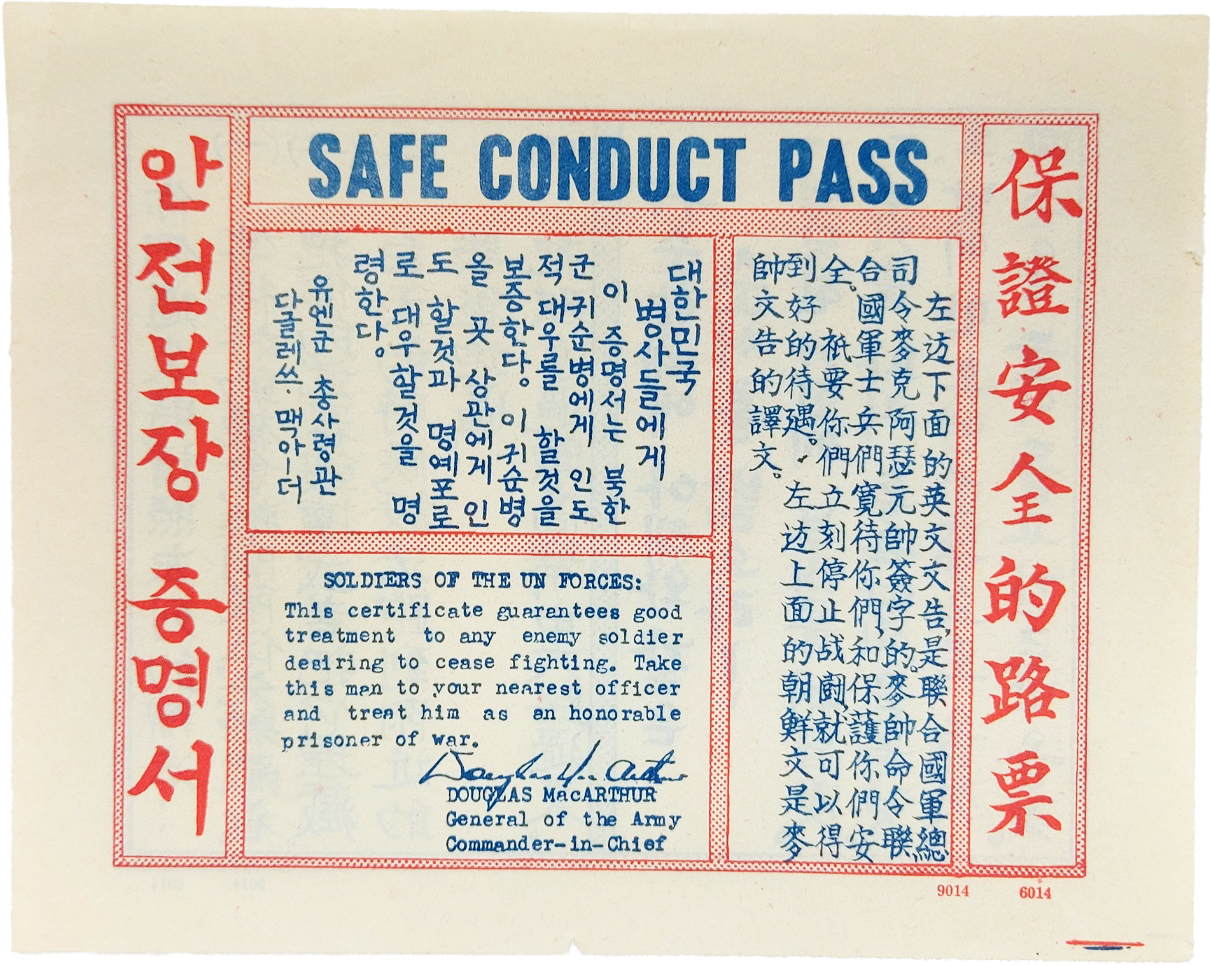 SAFE CONDUCT PASS
안전보장 증명서
대한민국
병사들에게
이 증명서는 북한
군 귀순병에게 인도
적 대우를 할것을
보증한다. 이 귀순병
을 곳 상관에게 인
도 할것과 명예포로
로 대우할것을 명
령한다.
유엔군 총사령관
다글레쓰·맥아-더
SOLDIERS OF THE UN FORCES:
This certificate guarantees good
treatment to any enemy soldier
desiring to cease fighting. Take
this man to your nearest officer
and treat him as an honorable
prisoner of war.
Douglas MacArthur
DOUGLAS MacARTHUR
General of the Army
Commander-in-Chief
保證安全的路票
左边下面的英文文告,是聯合國軍總
司令麥克阿瑟元帥簽字的。麥帥命令聯
合國軍士兵們寬待你們,和保護你們安
全。衹要你們立刻停止战闘,就可以得
到好的待遇。左边上面的朝鮮文是麥
帥文告的譯文。
9014 6014